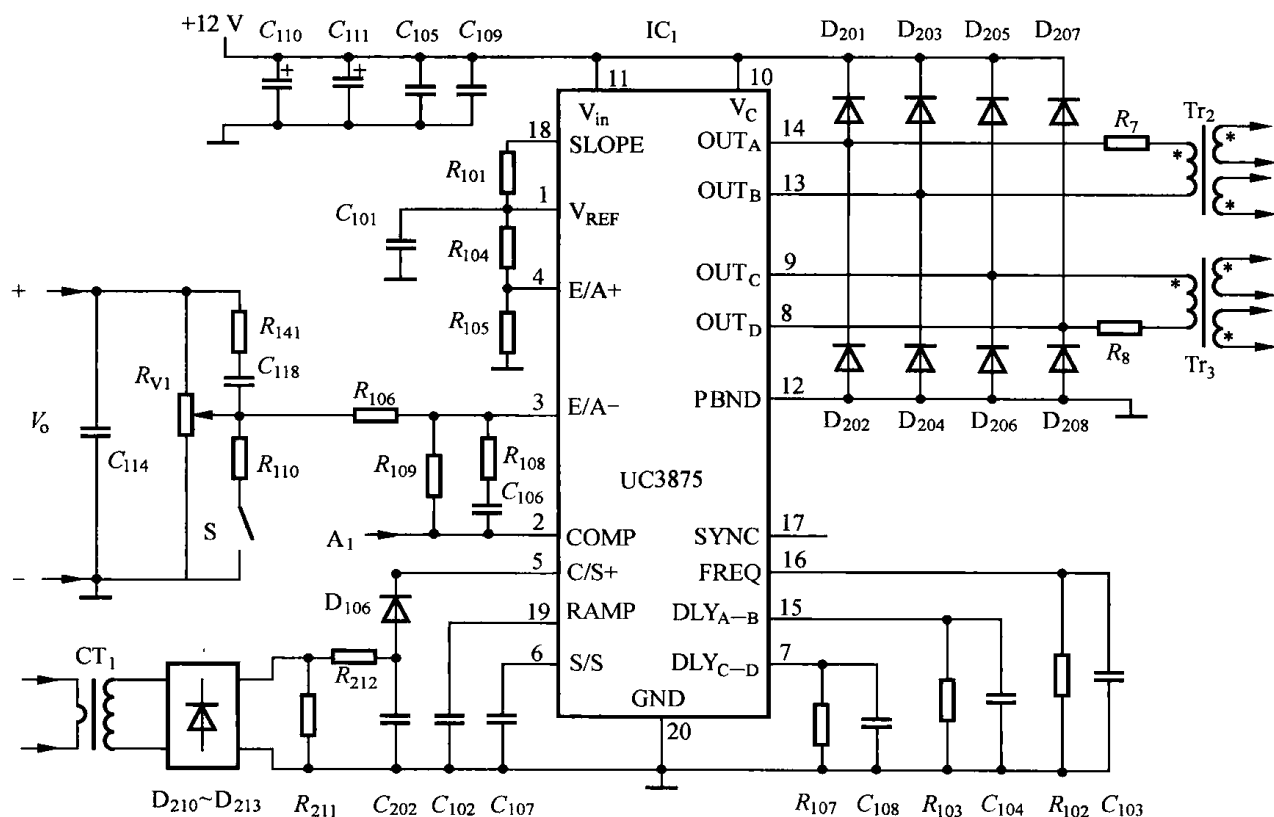 +12 V
C110
C111
C105
C109
IC1
D201
D203
D205
D207
11
10
Vin
VC
18
SLOPE
OUTA
14
R7
Tr2
*
*
*
R101
1
VREF
OUTB
13
C101
R104
4
E/A+
OUTC
9
*
*
*
R105
OUTD
8
R8
Tr3
+
R141
C118
RV1
R106
3
E/A−
PBND
12
D202
D204
D206
D208
Vo
C114
R110
R109
R108
C106
UC3875
S
A1
2
COMP
SYNC
17
−
5
C/S+
FREQ
16
D106
19
RAMP
DLYA−B
15
CT1
R212
6
S/S
DLYC−D
7
GND
20
D210~D213
R211
C202
C102
C107
R107
C108
R103
C104
R102
C103